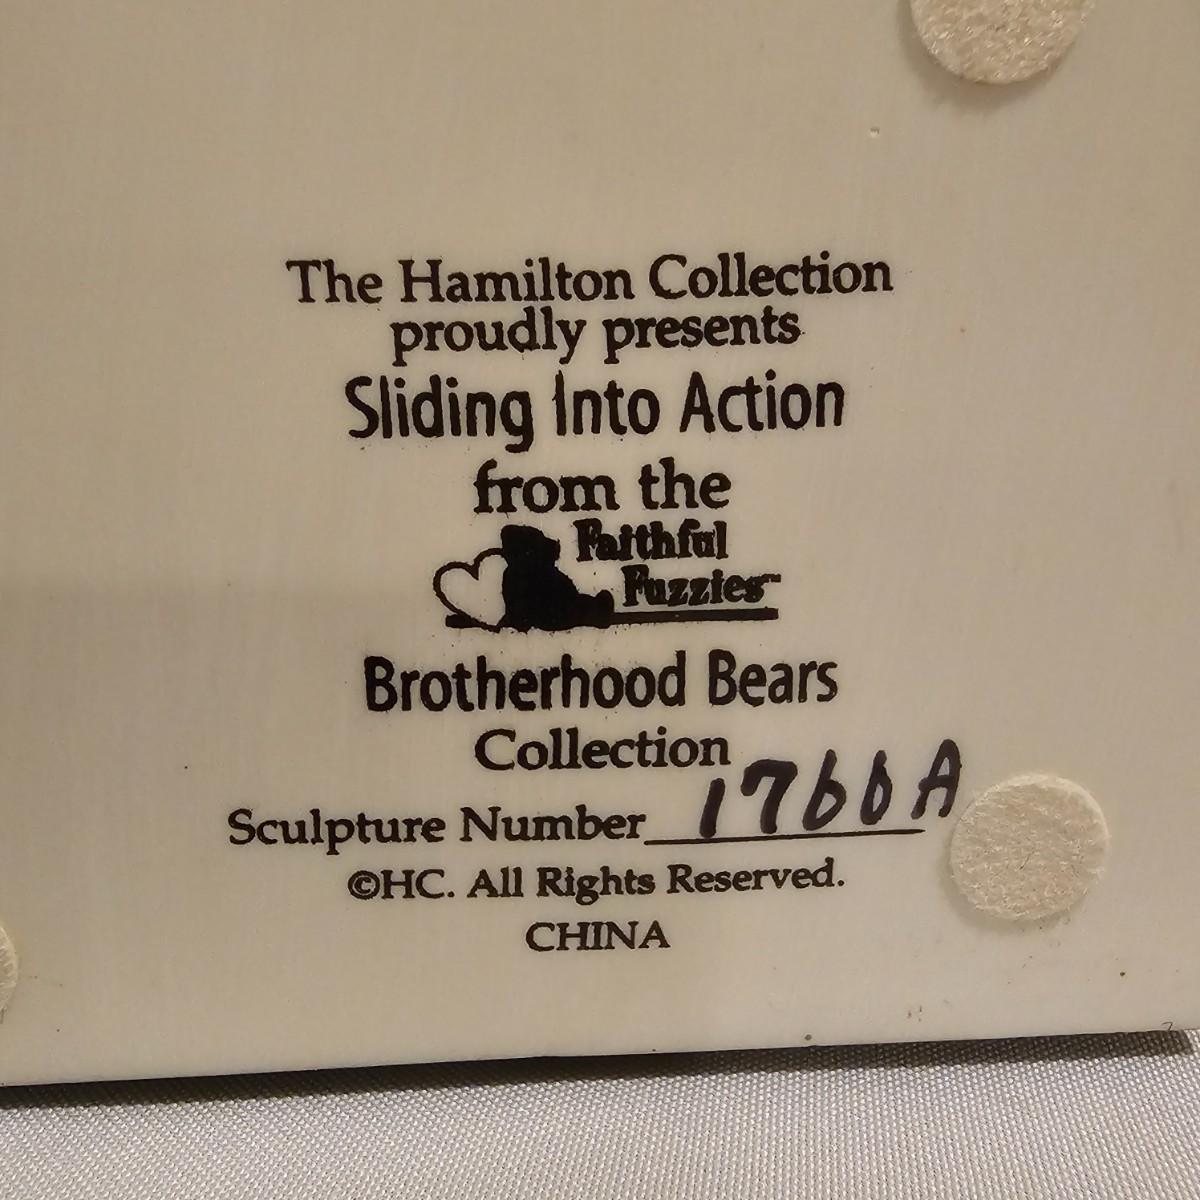 The Hamilton Collection
proudly presents
Sliding Into Action
from the
Faithful
Fuzzies™
Brotherhood Bears
Collection
Sculpture Number 1766A
©HC. All Rights Reserved.
CHINA